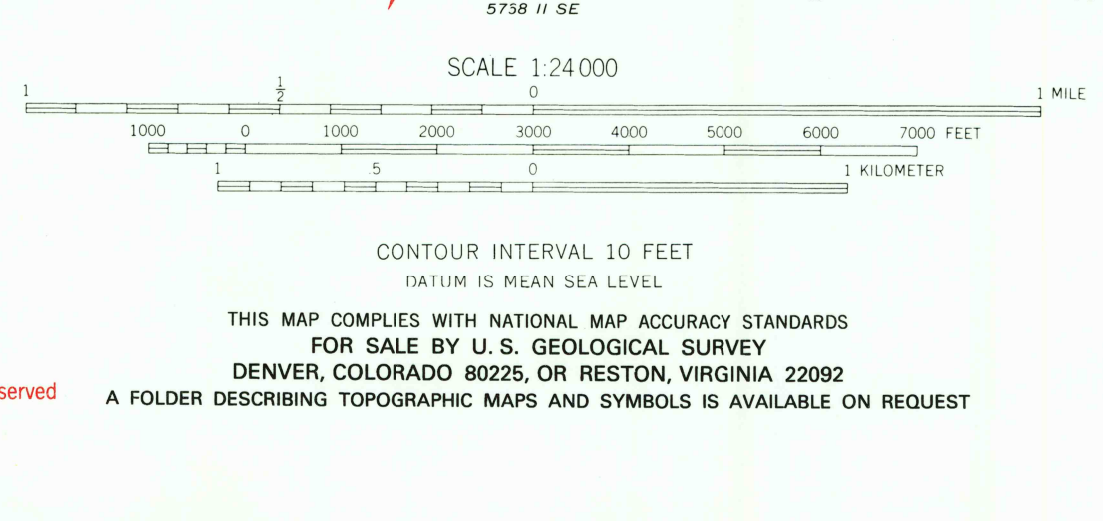 5738 II SE
SCALE 1:24 000
1 1/2 0 1 MILE
1000 0 1000 2000 3000 4000 5000 6000 7000 FEET
1 .5 0 1 KILOMETER
CONTOUR INTERVAL 10 FEET
DATUM IS MEAN SEA LEVEL
THIS MAP COMPLIES WITH NATIONAL MAP ACCURACY STANDARDS
FOR SALE BY U. S. GEOLOGICAL SURVEY
DENVER, COLORADO 80225, OR RESTON, VIRGINIA 22092
served
A FOLDER DESCRIBING TOPOGRAPHIC MAPS AND SYMBOLS IS AVAILABLE ON REQUEST